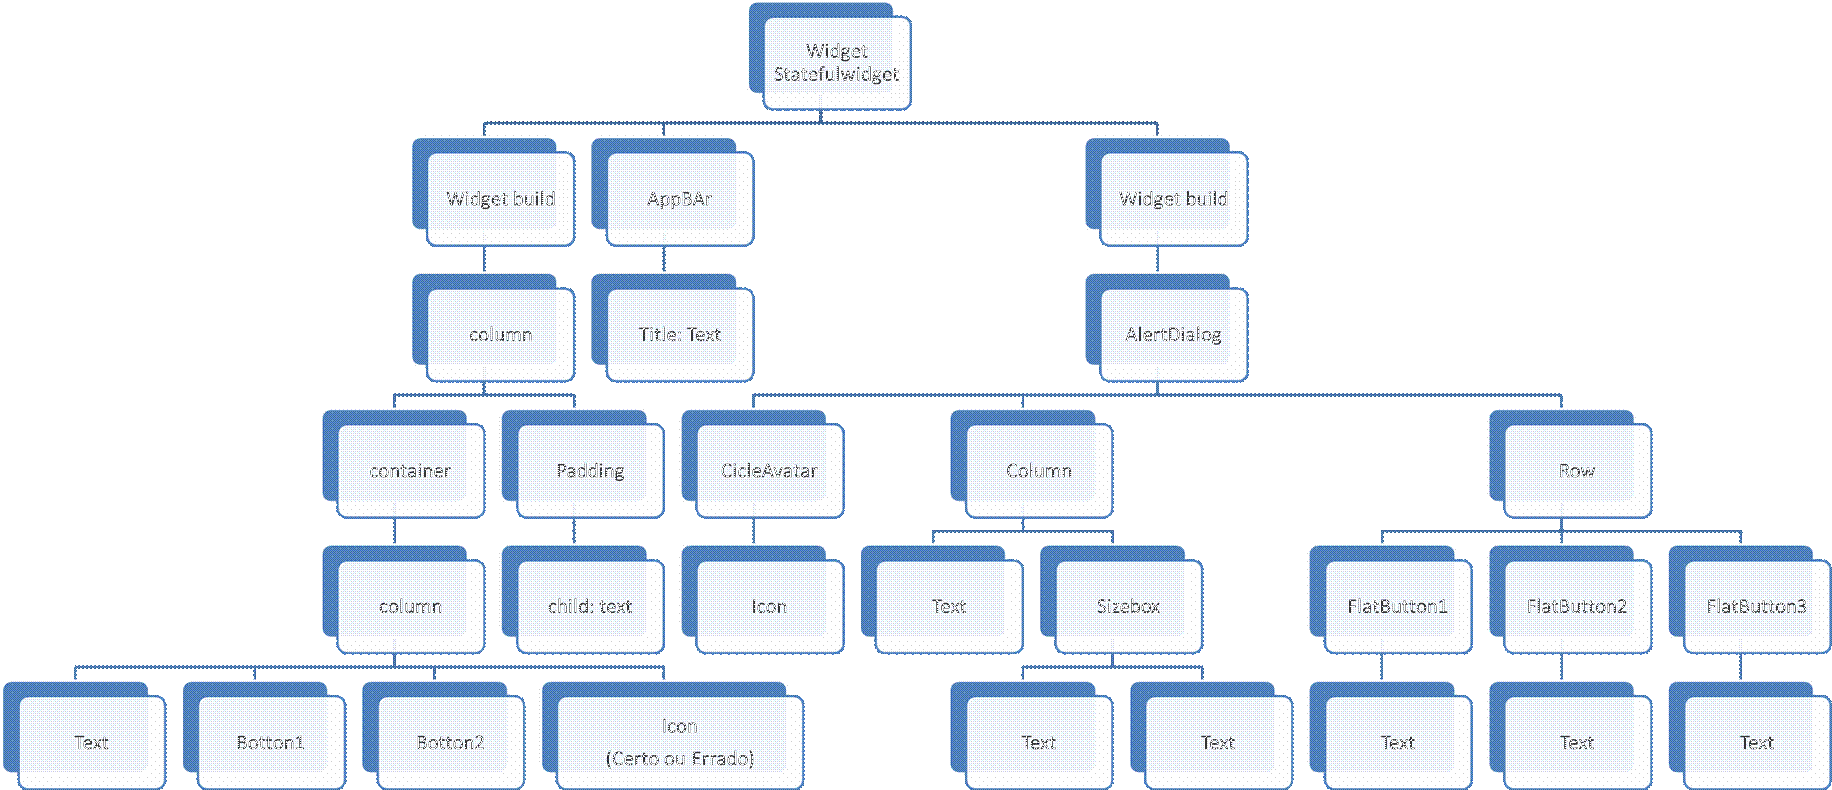 Widget
Statefulwidget
Widget build
AppBAr
Widget build
column
Title: Text
AlertDialog
container
Padding
CicleAvatar
Column
Row
column
child: text
Icon
Text
Sizebox
FlatButton1
FlatButton2
FlatButton3
Text
Botton1
Botton2
Icon
(Certo ou Errado)
Text
Text
Text
Text
Text